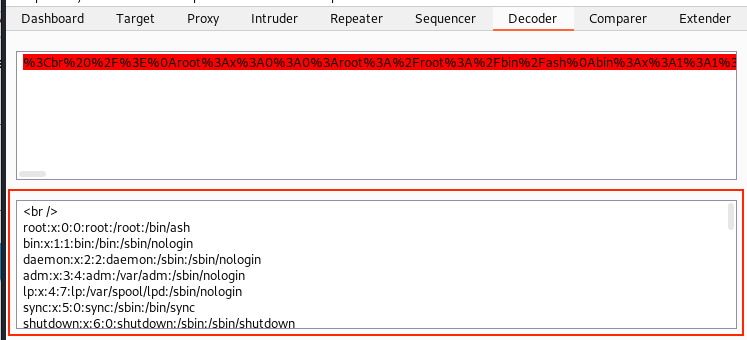 Dashboard Target Proxy Intruder Repeater Sequencer Decoder Comparer Extender
%3Cbr%20%2F%3E%0Aroot%3Ax%3A0%3A0%3Aroot%3A%2Froot%3A%2Fbin%2Fash%0Abin%3Ax%3A1%3A1%3
<br />
root:x:0:0:root:/root:/bin/ash
bin:x:1:1:bin:/bin:/sbin/nologin
daemon:x:2:2:daemon:/sbin:/sbin/nologin
adm:x:3:4:adm:/var/adm:/sbin/nologin
lp:x:4:7:lp:/var/spool/lpd:/sbin/nologin
sync:x:5:0:sync:/sbin:/bin/sync
shutdown:x:6:0:shutdown:/sbin:/sbin/shutdown